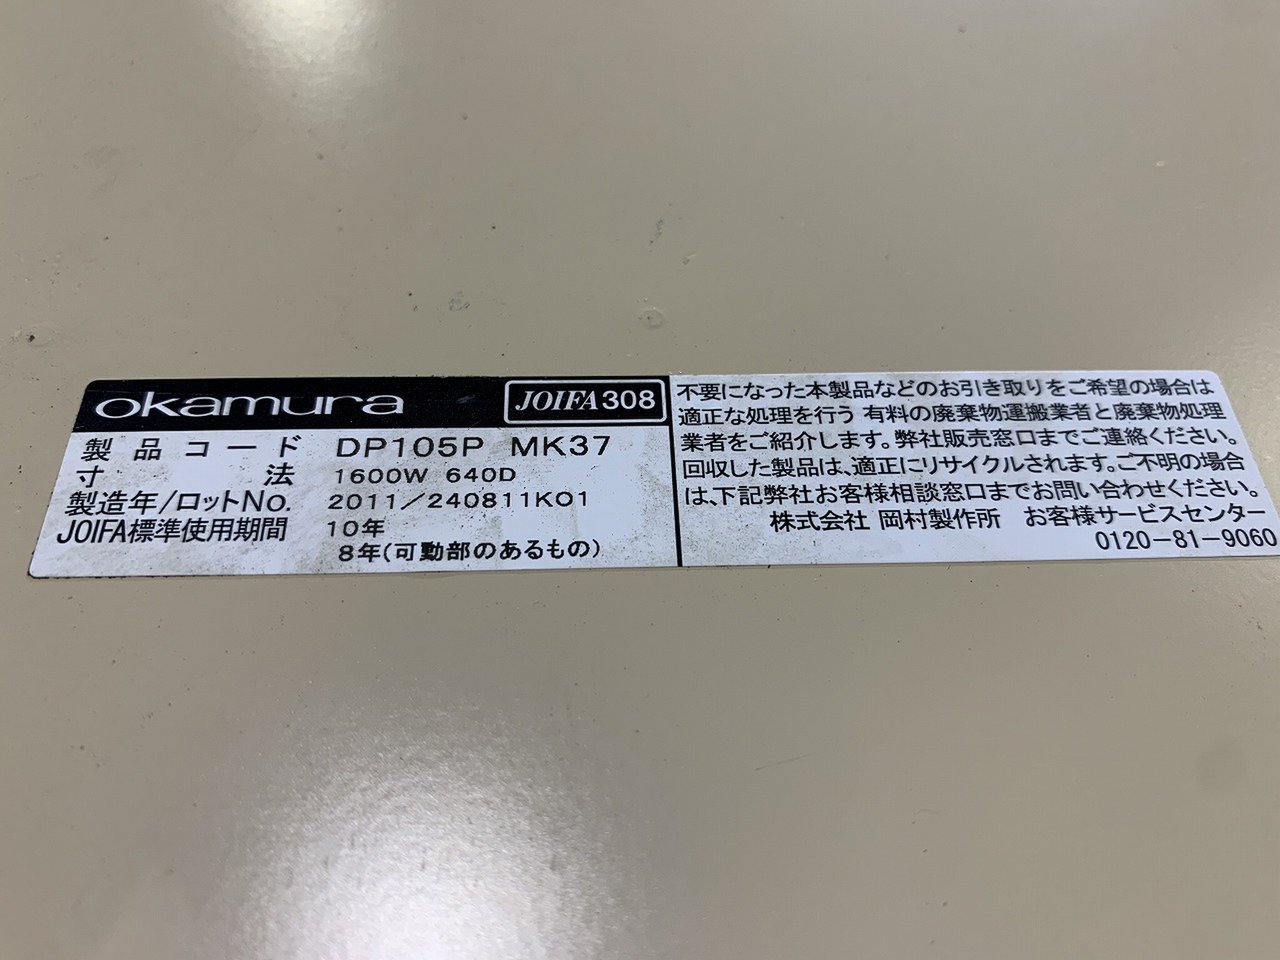 okamura JOIFA308
製品コード DP105P MK37
寸法 1600W 640D
製造年/ロットNo. 2011/240811K01
JOIFA標準使用期間 10年
8年(可動部のあるもの)
不要になった本製品などのお引き取りをご希望の場合は
適正な処理を行う 有料の廃棄物運搬業者と廃棄物処理
業者をご紹介します。弊社販売窓口までご連絡ください。
回収した製品は、適正にリサイクルされます。ご不明の場合
は、下記弊社お客様相談窓口までお問い合わせください。
株式会社 岡村製作所 お客様サービスセンター
0120-81-9060